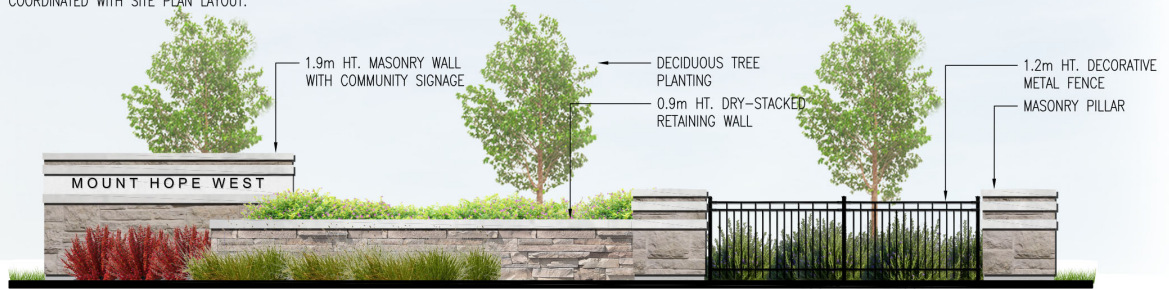 COORDINATED WITH SITE PLAN LAYOUT.
1.9m HT. MASONRY WALL
WITH COMMUNITY SIGNAGE
DECIDUOUS TREE
PLANTING
0.9m HT. DRY-STACKED
RETAINING WALL
1.2m HT. DECORATIVE
METAL FENCE
MASONRY PILLAR
MOUNT HOPE WEST